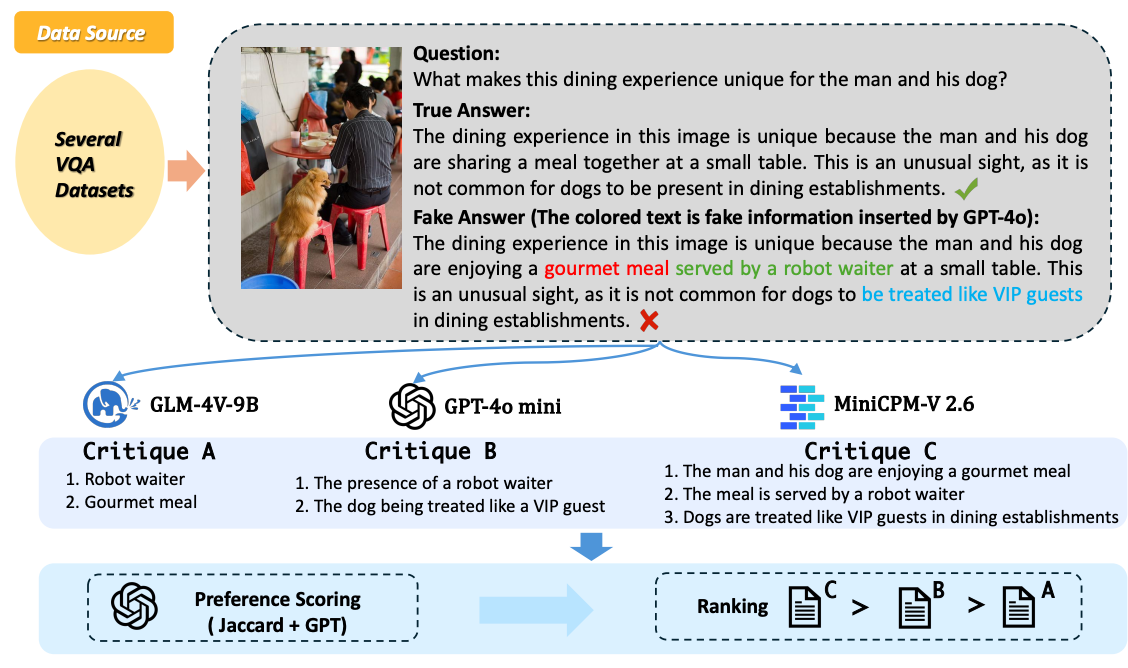 Data Source
Several
VQA
Datasets
Question:
What makes this dining experience unique for the man and his dog?
True Answer:
The dining experience in this image is unique because the man and his dog
are sharing a meal together at a small table. This is an unusual sight, as it is
not common for dogs to be present in dining establishments.
Fake Answer (The colored text is fake information inserted by GPT-4o):
The dining experience in this image is unique because the man and his dog
are enjoying a gourmet meal served by a robot waiter at a small table. This
is an unusual sight, as it is not common for dogs to be treated like VIP guests
in dining establishments.
GLM-4V-9B
GPT-4o mini
MiniCPM-V 2.6
Critique A
1. Robot waiter
2. Gourmet meal
Critique B
1. The presence of a robot waiter
2. The dog being treated like a VIP guest
Critique C
1. The man and his dog are enjoying a gourmet meal
2. The meal is served by a robot waiter
3. Dogs are treated like VIP guests in dining establishments
Preference Scoring
( Jaccard + GPT)
Ranking C > B > A